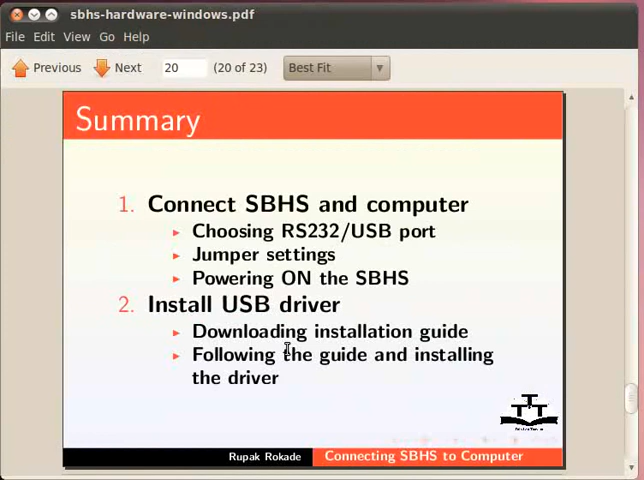 sbhs-hardware-windows.pdf
File Edit View Go Help
Previous Next 20 (20 of 23) Best Fit
Summary
1. Connect SBHS and computer
Choosing RS232/USB port
Jumper settings
Powering ON the SBHS
2. Install USB driver
Downloading installation guide
Following the guide and installing
the driver
Rupak Rokade Connecting SBHS to Computer